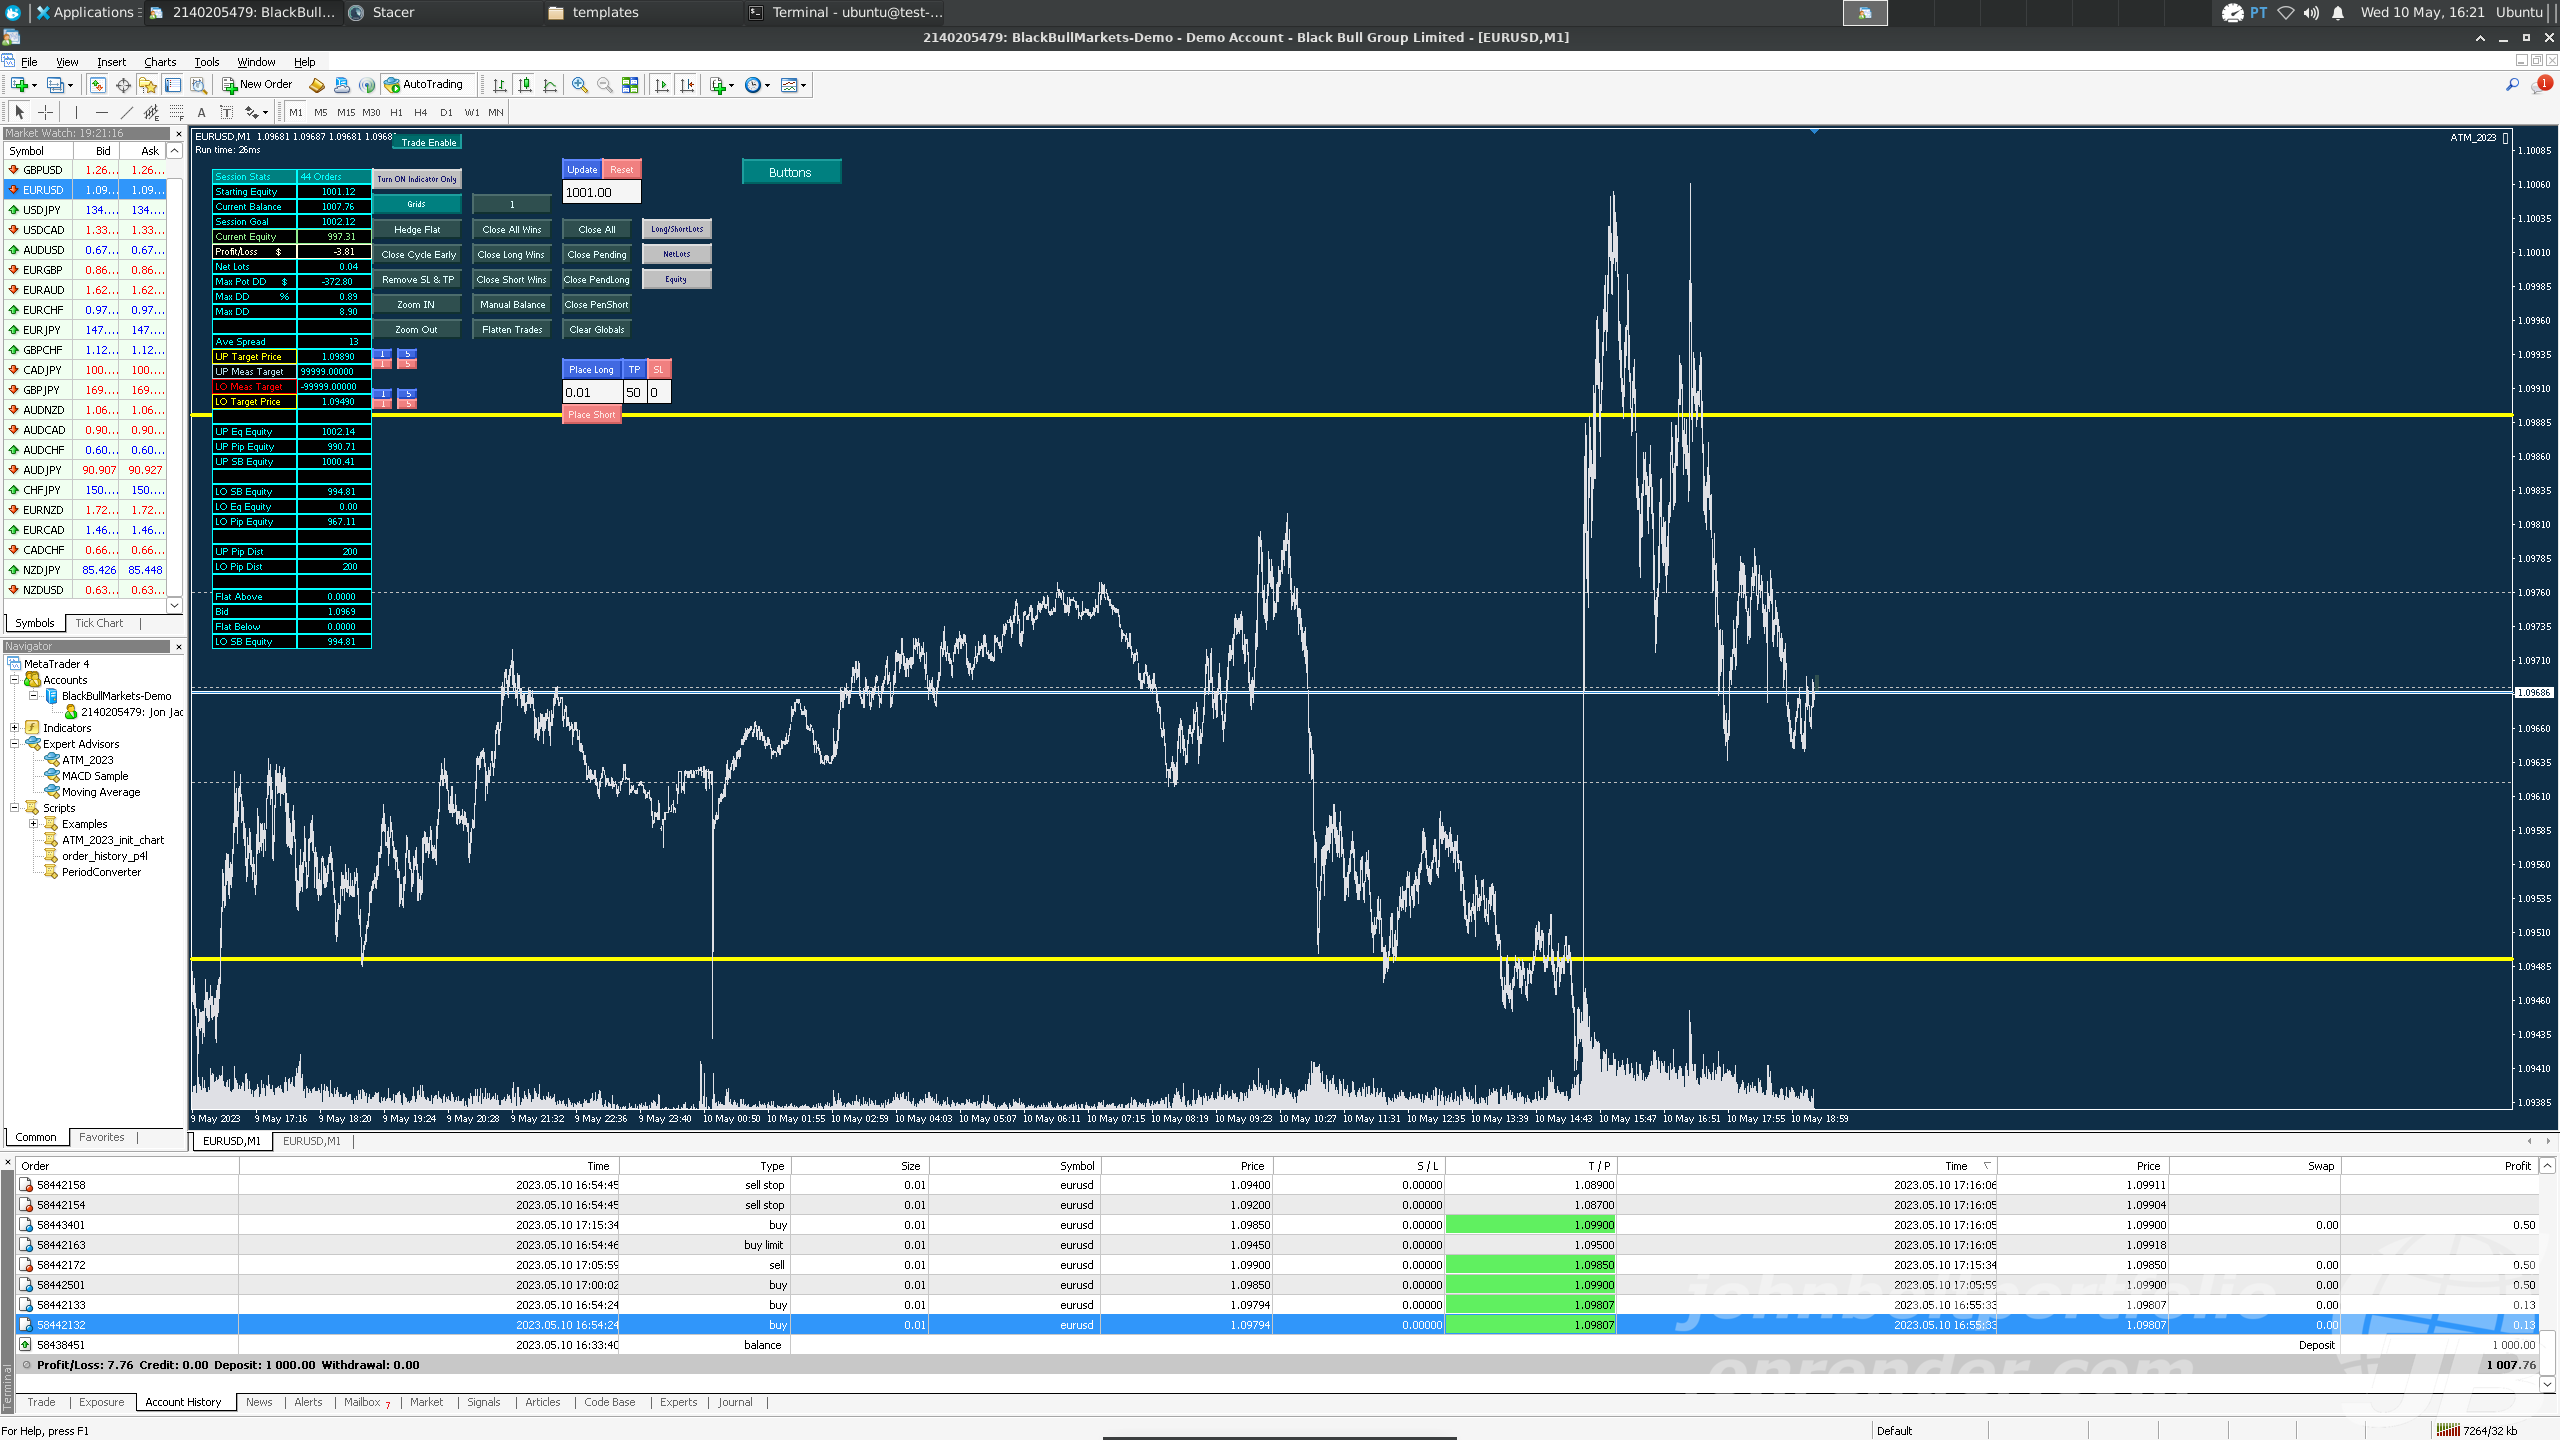 Applications
2140205479: BlackBull...
Stacer
templates
Terminal - ubuntu@test-...
PT
Wed 10 May, 16:21
Ubuntu
2140205479: BlackBullMarkets-Demo - Demo Account - Black Bull Group Limited - [EURUSD,M1]
File View Insert Charts Tools Window Help
New Order
AutoTrading
1
A T
M1 M5 M15 M30 H1 H4 D1 W1 MN
Market Watch: 19:21:16
Symbol Bid Ask
GBPUSD 1.26... 1.26...
EURUSD 1.09... 1.09...
USDJPY 134.... 134....
USDCAD 1.33... 1.33...
AUDUSD 0.67... 0.67...
EURGBP 0.86... 0.86...
EURAUD 1.62... 1.62...
EURCHF 0.97... 0.97...
EURJPY 147.... 147....
GBPCHF 1.12... 1.12...
CADJPY 100.... 100....
GBPJPY 169.... 169....
AUDNZD 1.06... 1.06...
AUDCAD 0.90... 0.90...
AUDCHF 0.60... 0.60...
AUDJPY 90.907 90.927
CHFJPY 150.... 150....
EURNZD 1.72... 1.72...
EURCAD 1.46... 1.46...
CADCHF 0.66... 0.66...
NZDJPY 85.426 85.448
NZDUSD 0.63... 0.63...
Symbols Tick Chart
Navigator
MetaTrader 4
Accounts
BlackBullMarkets-Demo
2140205479: Jon Jac
Indicators
Expert Advisors
ATM_2023
MACD Sample
Moving Average
Scripts
Examples
ATM_2023_init_chart
order_history_p4l
PeriodConverter
Common Favorites
EURUSD,M1 1.09681 1.09687 1.09681 1.0968
Run time: 26ms
Trade Enable
ATM_2023
Session Stats 44 Orders
Starting Equity 1001.12
Current Balance 1007.76
Session Goal 1002.12
Current Equity 997.31
Profit/Loss $ -3.81
Net Lots 0.04
Max Pot DD $ -372.80
Max DD % 0.89
Max DD 8.90
Ave Spread 13
UP Target Price 1.09890
UP Meas Target 99999.00000
LO Meas Target -99999.00000
LO Target Price 1.09490
UP Eq Equity 1002.14
UP Pip Equity 990.71
UP SB Equity 1000.41
LO SB Equity 994.81
LO Eq Equity 0.00
LO Pip Equity 967.11
UP Pip Dist 200
LO Pip Dist 200
Flat Above 0.0000
Bid 1.0969
Flat Below 0.0000
LO SB Equity 994.81
Turn ON Indicator Only
Update Reset
1001.00
Buttons
Grids 1
Hedge Flat Close All Wins Close All Long/ShortLots
Close Cycle Early Close Long Wins Close Pending NetLots
Remove SL & TP Close Short Wins Close PendLong Equity
Zoom IN Manual Balance Close PenShort
Zoom Out Flatten Trades Clear Globals
1 5
1 5
1 5
1 5
Place Long TP SL
0.01 50 0
Place Short
1.10085
1.10060
1.10035
1.10010
1.09985
1.09960
1.09935
1.09910
1.09885
1.09860
1.09835
1.09810
1.09785
1.09760
1.09735
1.09710
1.09686
1.09660
1.09635
1.09610
1.09585
1.09560
1.09535
1.09510
1.09485
1.09460
1.09435
1.09410
1.09385
9 May 2023 9 May 17:16 9 May 18:20 9 May 19:24 9 May 20:28 9 May 21:32 9 May 22:36 9 May 23:40 10 May 00:50 10 May 01:55 10 May 02:59 10 May 04:03 10 May 05:07 10 May 06:11 10 May 07:15 10 May 08:19 10 May 09:23 10 May 10:27 10 May 11:31 10 May 12:35 10 May 13:39 10 May 14:43 10 May 15:47 10 May 16:51 10 May 17:55 10 May 18:59
EURUSD,M1 EURUSD,M1
Order Time Type Size Symbol Price S / L T / P Time Price Swap Profit
58442158 2023.05.10 16:54:45 sell stop 0.01 eurusd 1.09400 0.00000 1.08900 2023.05.10 17:16:06 1.09911
58442154 2023.05.10 16:54:45 sell stop 0.01 eurusd 1.09200 0.00000 1.08700 2023.05.10 17:16:05 1.09904
58443401 2023.05.10 17:15:34 buy 0.01 eurusd 1.09850 0.00000 1.09900 2023.05.10 17:16:05 1.09900 0.00 0.50
58442163 2023.05.10 16:54:46 buy limit 0.01 eurusd 1.09450 0.00000 1.09500 2023.05.10 17:16:05 1.09918
58442172 2023.05.10 17:05:59 sell 0.01 eurusd 1.09900 0.00000 1.09850 2023.05.10 17:15:34 1.09850 0.00 0.50
58442501 2023.05.10 17:00:02 buy 0.01 eurusd 1.09850 0.00000 1.09900 2023.05.10 17:05:59 1.09900 0.00 0.50
58442133 2023.05.10 16:54:24 buy 0.01 eurusd 1.09794 0.00000 1.09807 2023.05.10 16:55:33 1.09807 0.00 0.13
58442132 2023.05.10 16:54:24 buy 0.01 eurusd 1.09794 0.00000 1.09807 2023.05.10 16:55:33 1.09807 0.00 0.13
58438451 2023.05.10 16:33:40 balance Deposit 1 000.00
Profit/Loss: 7.76 Credit: 0.00 Deposit: 1 000.00 Withdrawal: 0.00 1 007.76
onrender.com
JB
Terminal
Trade Exposure Account History News Alerts Mailbox 7 Market Signals Articles Code Base Experts Journal
For Help, press F1
Default
7264/32 kb